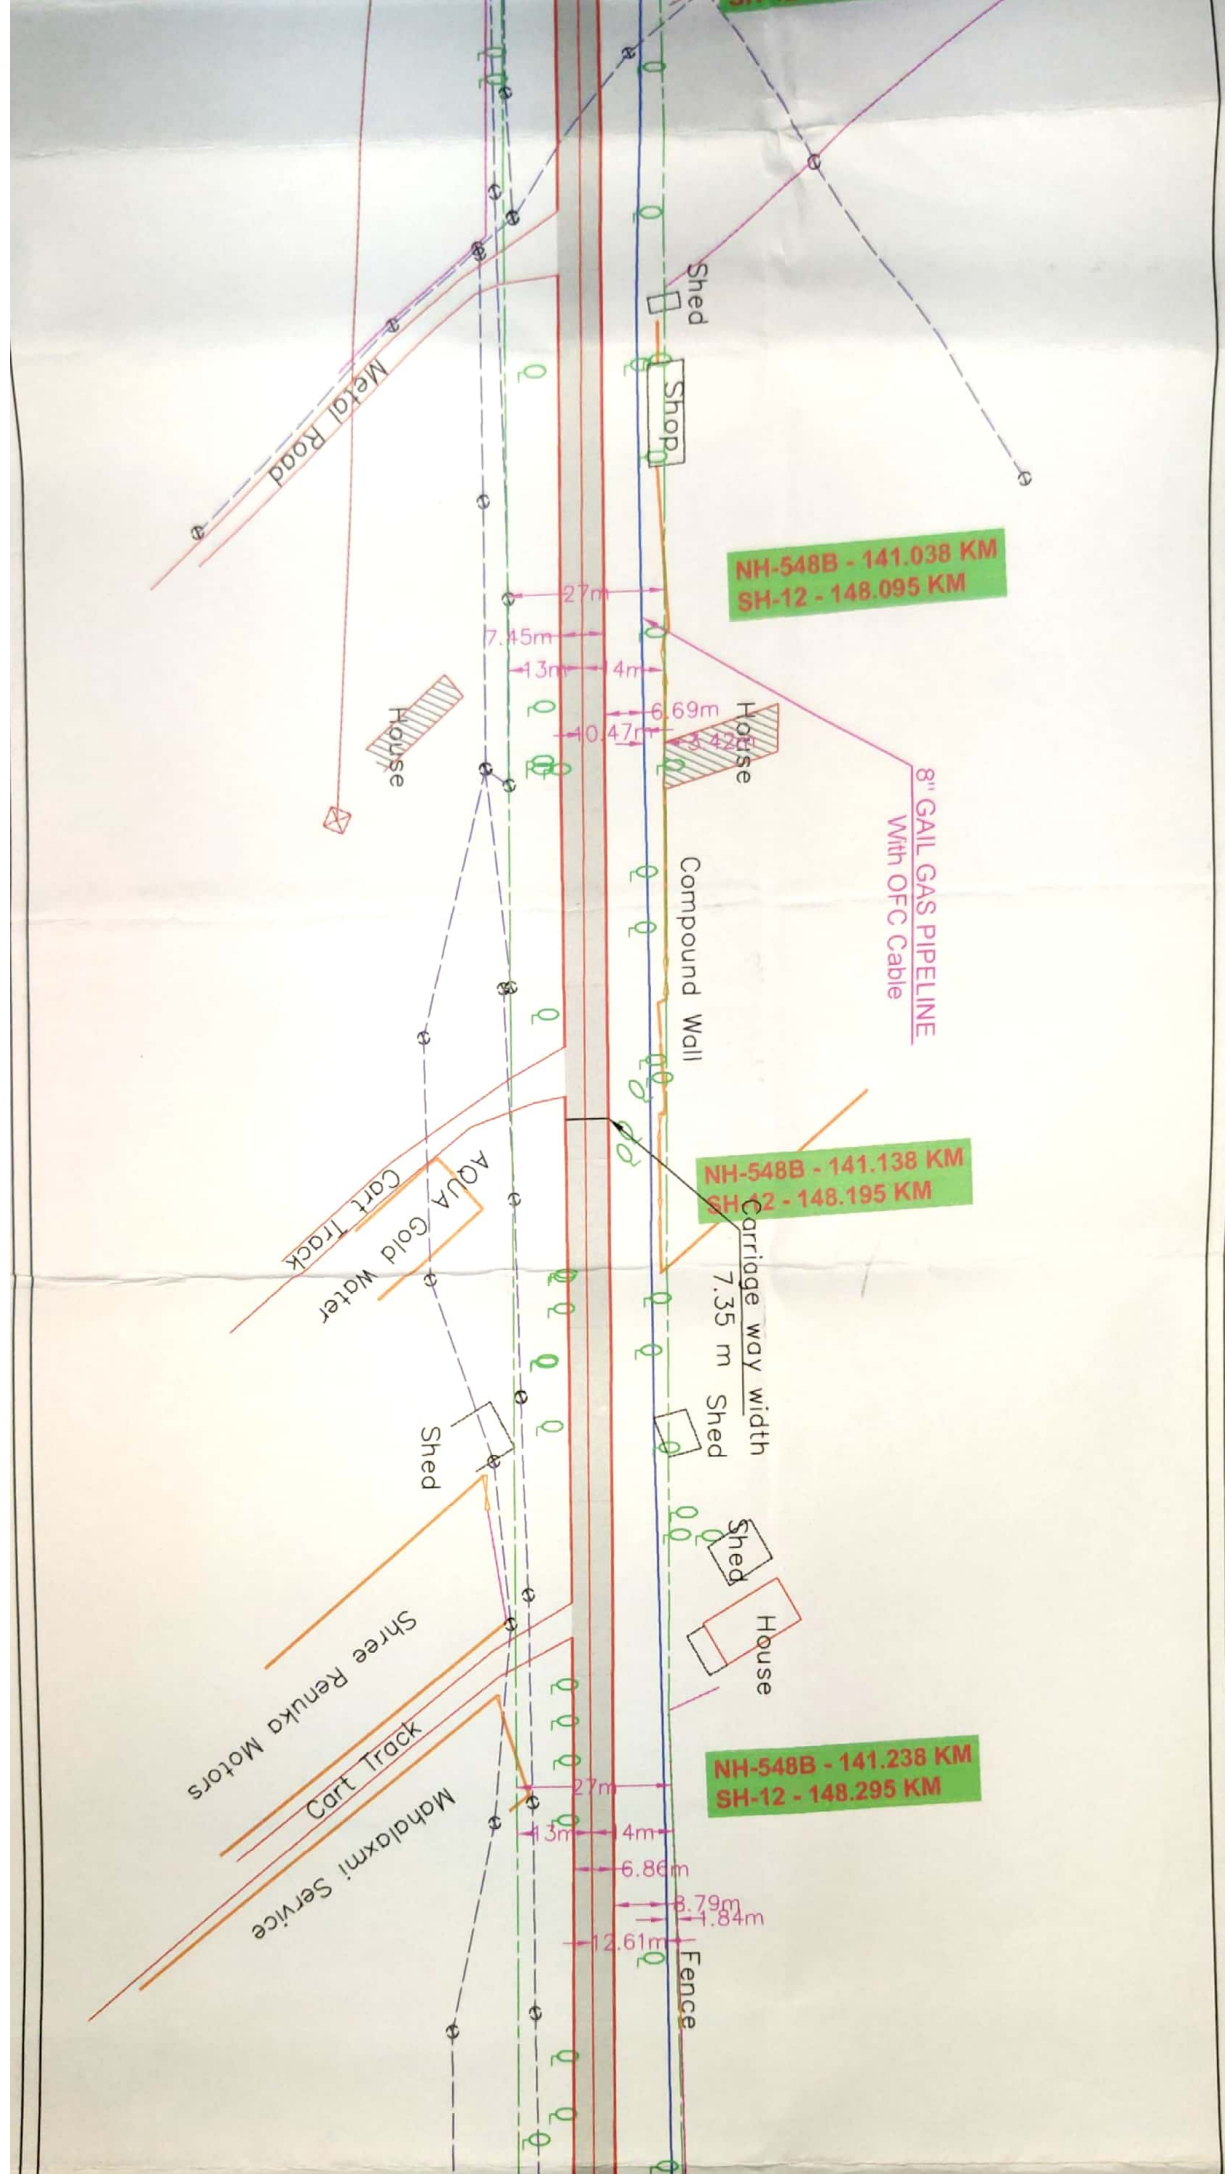 Shed
Shop
Metal Road
NH-548B - 141.038 KM
SH-12 - 148.095 KM
27m
7.45m
13m
14m
6.69m
10.47m
3.42m
House
House
8" GAIL GAS PIPELINE
With OFC Cable
Compound Wall
NH-548B - 141.138 KM
SH-12 - 148.195 KM
Cart Track
AQUA Gold Water
Carriage way width
7.35 m
Shed
Shed
Shed
House
Shree Renuka Motors
Cart Track
Mahalaxmi Service
NH-548B - 141.238 KM
SH-12 - 148.295 KM
27m
13m
14m
6.86m
8.79m
1.84m
12.61m
Fence